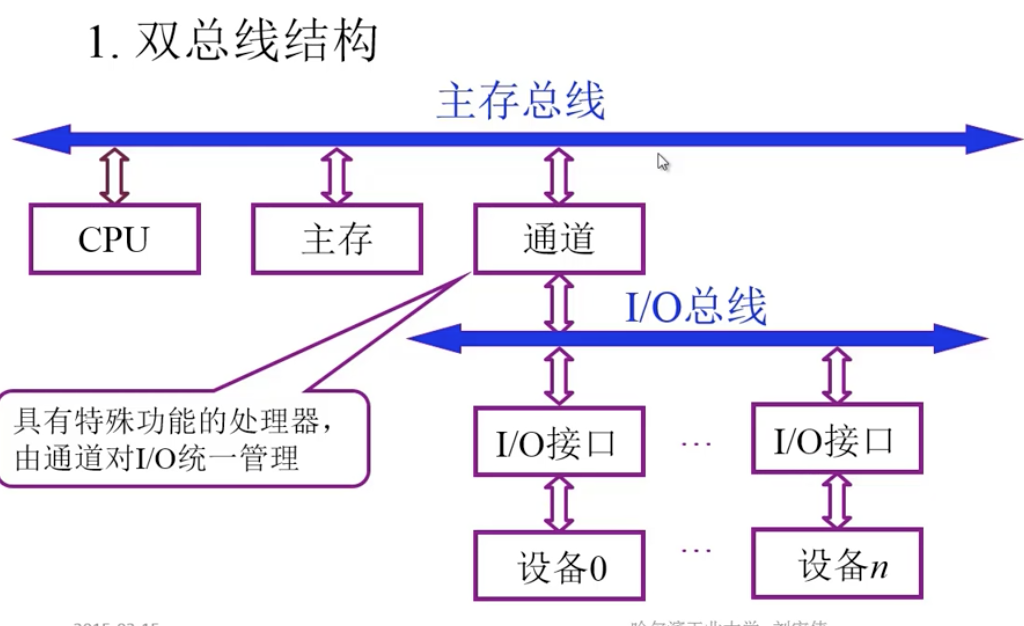 1. 双总线结构
主存总线
CPU
主存
通道
I/O总线
具有特殊功能的处理器，
由通道对I/O统一管理
I/O接口
…
I/O接口
设备0
…
设备n